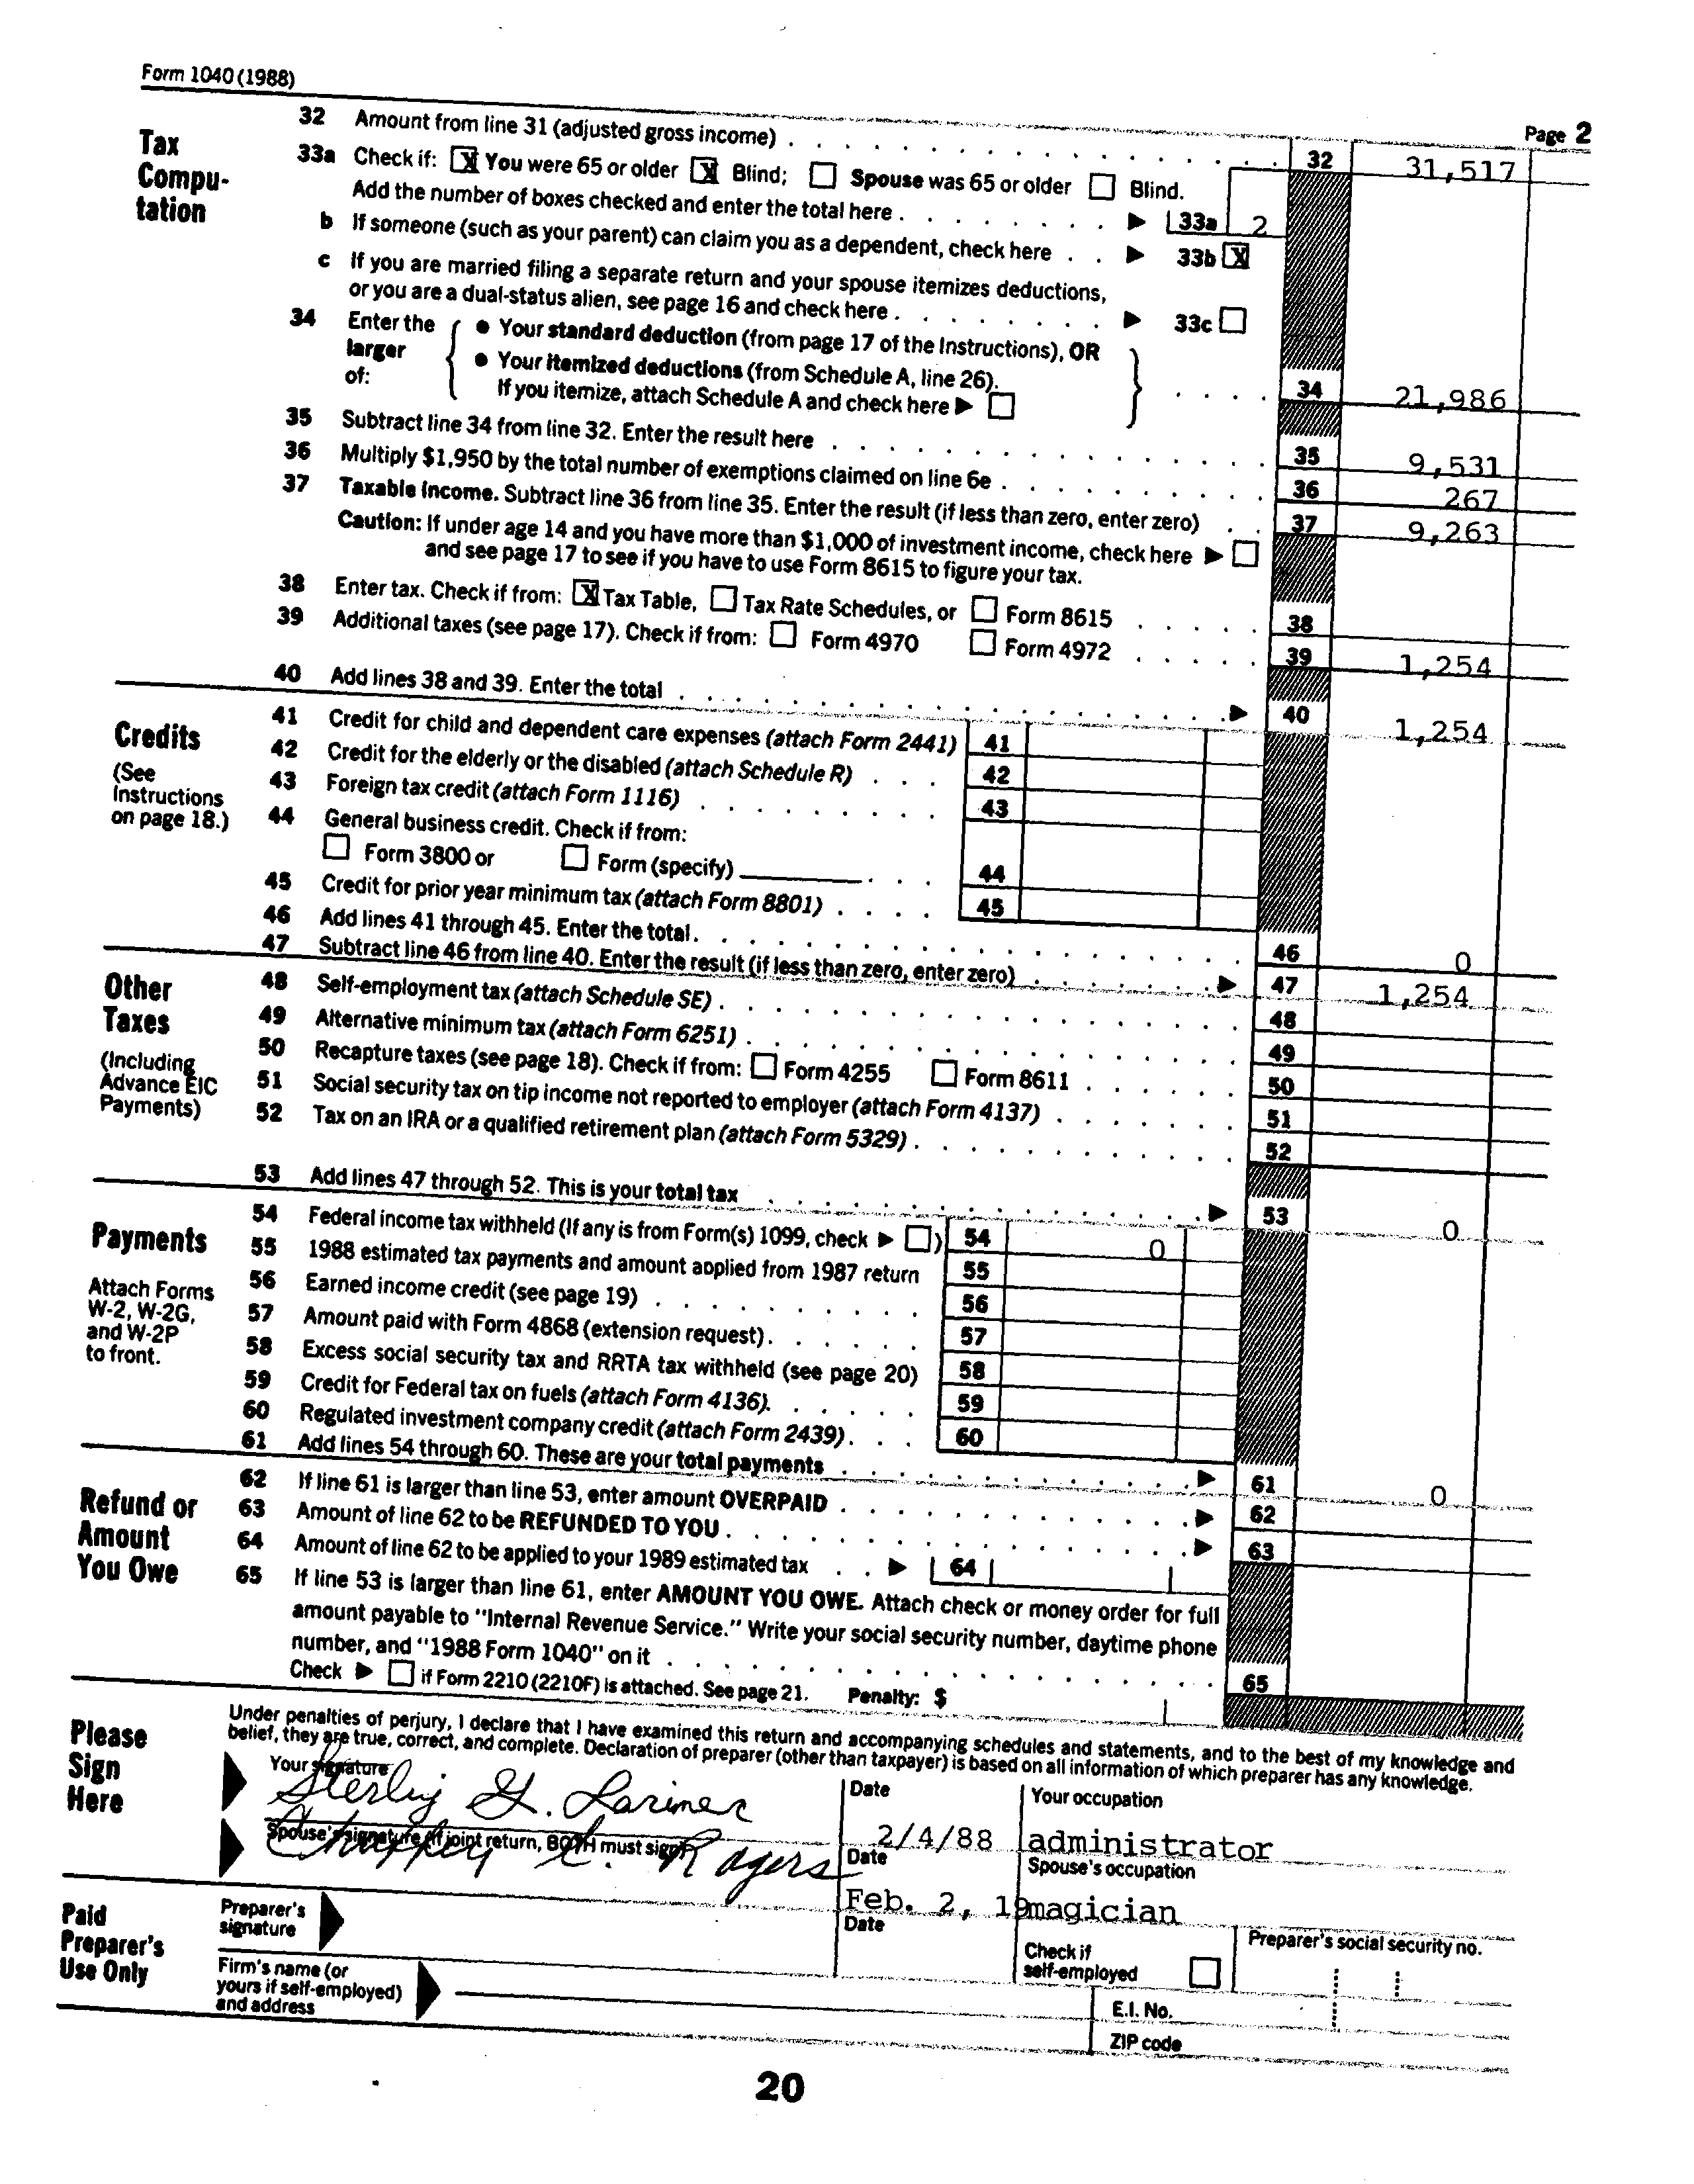 Form 1040 (1988)
Page 2
Tax Compu-tation
32 Amount from line 31 (adjusted gross income) . . . 32 31,517
33a Check if: [X] You were 65 or older [X] Blind; [ ] Spouse was 65 or older [ ] Blind.
Add the number of boxes checked and enter the total here . . . ▶ 33a 2
b If someone (such as your parent) can claim you as a dependent, check here . . ▶ 33b [X]
c If you are married filing a separate return and your spouse itemizes deductions,
or you are a dual-status alien, see page 16 and check here . . . ▶ 33c [ ]
34 Enter the larger of: { ● Your standard deduction (from page 17 of the Instructions), OR
● Your itemized deductions (from Schedule A, line 26).
If you itemize, attach Schedule A and check here ▶ [ ] } . . . 34 21,986
35 Subtract line 34 from line 32. Enter the result here . . . 35 9,531
36 Multiply $1,950 by the total number of exemptions claimed on line 6e . . . 36 267
37 Taxable income. Subtract line 36 from line 35. Enter the result (if less than zero, enter zero) . . 37 9,263
Caution: If under age 14 and you have more than $1,000 of investment income, check here ▶ [ ]
and see page 17 to see if you have to use Form 8615 to figure your tax.
38 Enter tax. Check if from: [X] Tax Table, [ ] Tax Rate Schedules, or [ ] Form 8615 . . . 38
39 Additional taxes (see page 17). Check if from: [ ] Form 4970 [ ] Form 4972 . . . 39 1,254
40 Add lines 38 and 39. Enter the total . . . ▶ 40 1,254
Credits
(See Instructions on page 18.)
41 Credit for child and dependent care expenses (attach Form 2441) 41
42 Credit for the elderly or the disabled (attach Schedule R) . . . 42
43 Foreign tax credit (attach Form 1116) . . . 43
44 General business credit. Check if from:
[ ] Form 3800 or [ ] Form (specify) ________ . . . 44
45 Credit for prior year minimum tax (attach Form 8801) . . . 45
46 Add lines 41 through 45. Enter the total . . . 46 0
47 Subtract line 46 from line 40. Enter the result (if less than zero, enter zero) . . . ▶ 47 1,254
Other Taxes
(Including Advance EIC Payments)
48 Self-employment tax (attach Schedule SE) . . . 48
49 Alternative minimum tax (attach Form 6251) . . . 49
50 Recapture taxes (see page 18). Check if from: [ ] Form 4255 [ ] Form 8611 . . . 50
51 Social security tax on tip income not reported to employer (attach Form 4137) . . . 51
52 Tax on an IRA or a qualified retirement plan (attach Form 5329) . . . 52
53 Add lines 47 through 52. This is your total tax . . . ▶ 53 0
Payments
Attach Forms W-2, W-2G, and W-2P to front.
54 Federal income tax withheld (If any is from Form(s) 1099, check ▶ [ ]) 54 0
55 1988 estimated tax payments and amount applied from 1987 return 55
56 Earned income credit (see page 19) . . . 56
57 Amount paid with Form 4868 (extension request) . . . 57
58 Excess social security tax and RRTA tax withheld (see page 20) 58
59 Credit for Federal tax on fuels (attach Form 4136). . . . 59
60 Regulated investment company credit (attach Form 2439) . . . 60
61 Add lines 54 through 60. These are your total payments . . . ▶ 61 0
Refund or Amount You Owe
62 If line 61 is larger than line 53, enter amount OVERPAID . . . ▶ 62
63 Amount of line 62 to be REFUNDED TO YOU . . . ▶ 63
64 Amount of line 62 to be applied to your 1989 estimated tax . . ▶ 64
65 If line 53 is larger than line 61, enter AMOUNT YOU OWE. Attach check or money order for full
amount payable to "Internal Revenue Service." Write your social security number, daytime phone
number, and "1988 Form 1040" on it . . . 65
Check ▶ [ ] if Form 2210 (2210F) is attached. See page 21. Penalty: $
Please Sign Here
Under penalties of perjury, I declare that I have examined this return and accompanying schedules and statements, and to the best of my knowledge and
belief, they are true, correct, and complete. Declaration of preparer (other than taxpayer) is based on all information of which preparer has any knowledge.
Your signature Date Your occupation
Sterling G. Larimer 2/4/88 administrator
Spouse's signature (if joint return, BOTH must sign) Date Spouse's occupation
Rogers Feb. 2, 19 magician
Paid Preparer's Use Only
Preparer's signature Date Check if self-employed [ ] Preparer's social security no.
Firm's name (or yours if self-employed) and address E.I. No.
ZIP code
20